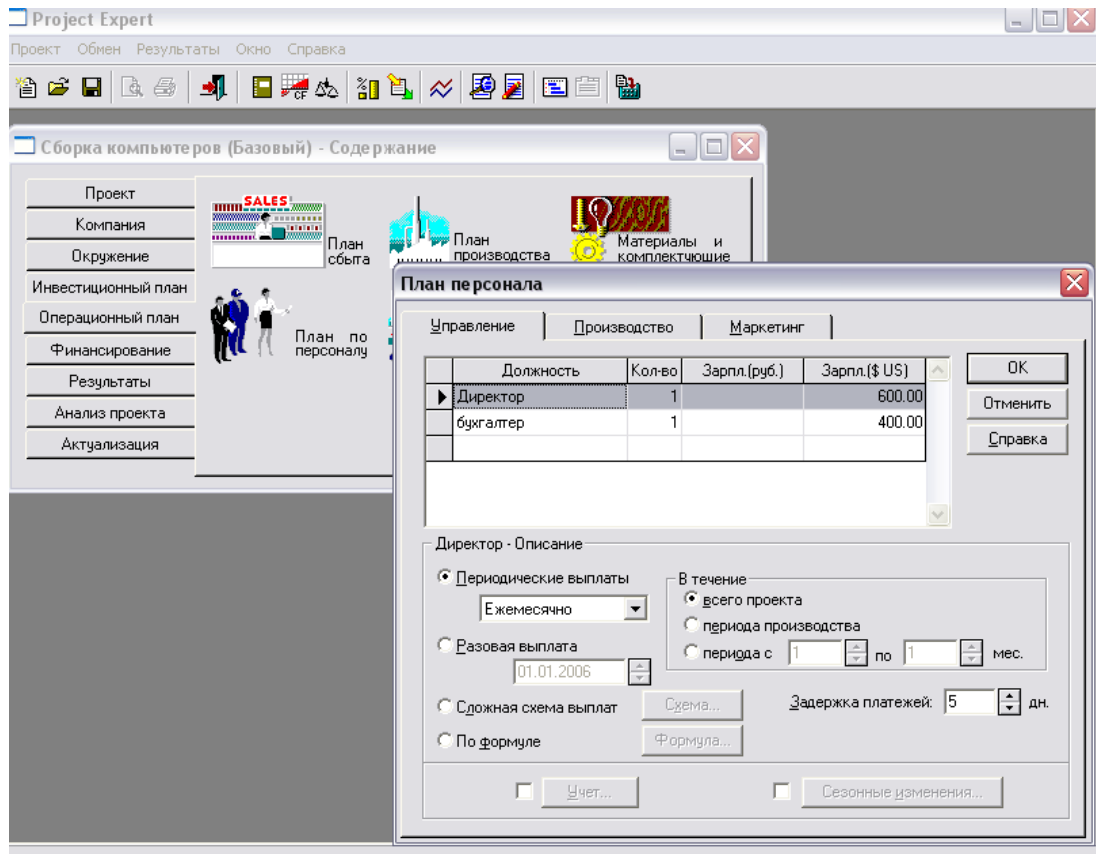 Project Expert
Проект Обмен Результаты Окно Справка
CF
Сборка компьютеров (Базовый) - Содержание
Проект
Компания
Окружение
Инвестиционный план
Операционный план
Финансирование
Результаты
Анализ проекта
Актуализация
SALES
План
сбыта
План
производства
Материалы и
комплектующие
План по
персоналу
План персонала
Управление Производство Маркетинг
Должность Кол-во Зарпл.(руб.) Зарпл.($ US)
Директор 1 600.00
бухгалтер 1 400.00
OK
Отменить
Справка
Директор - Описание
Периодические выплаты
Ежемесячно
Разовая выплата
01.01.2006
Сложная схема выплат Схема...
По формуле Формула...
В течение
всего проекта
периода производства
периода с 1 по 1 мес.
Задержка платежей: 5 дн.
Учет... Сезонные изменения...